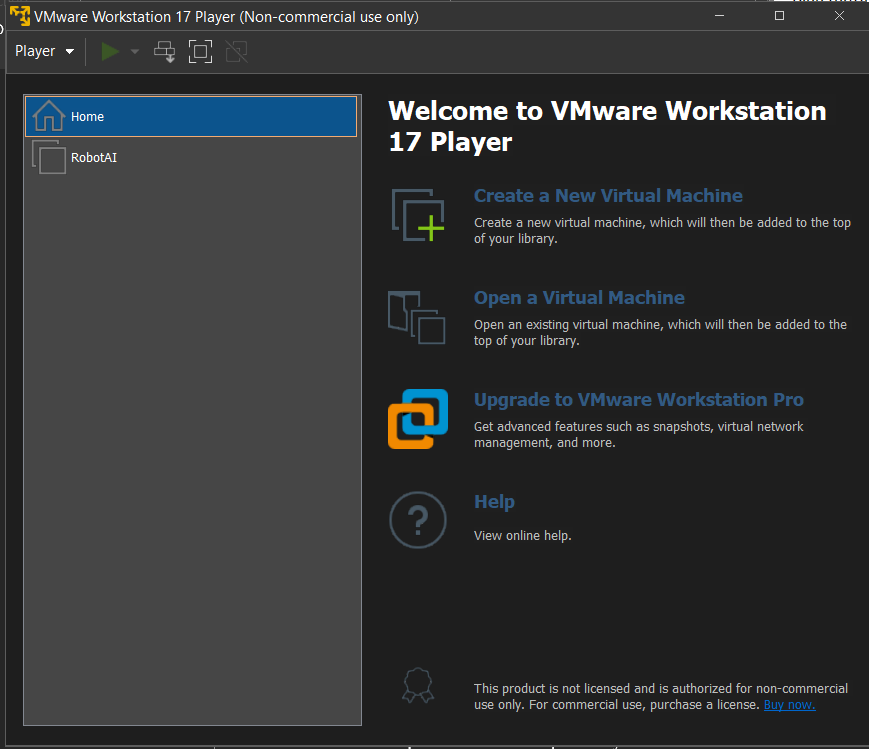 VMware Workstation 17 Player (Non-commercial use only)
Player
Home
RobotAI
Welcome to VMware Workstation
17 Player
Create a New Virtual Machine
Create a new virtual machine, which will then be added to the top
of your library.
Open a Virtual Machine
Open an existing virtual machine, which will then be added to the
top of your library.
Upgrade to VMware Workstation Pro
Get advanced features such as snapshots, virtual network
management, and more.
Help
View online help.
This product is not licensed and is authorized for non-commercial
use only. For commercial use, purchase a license. Buy now.